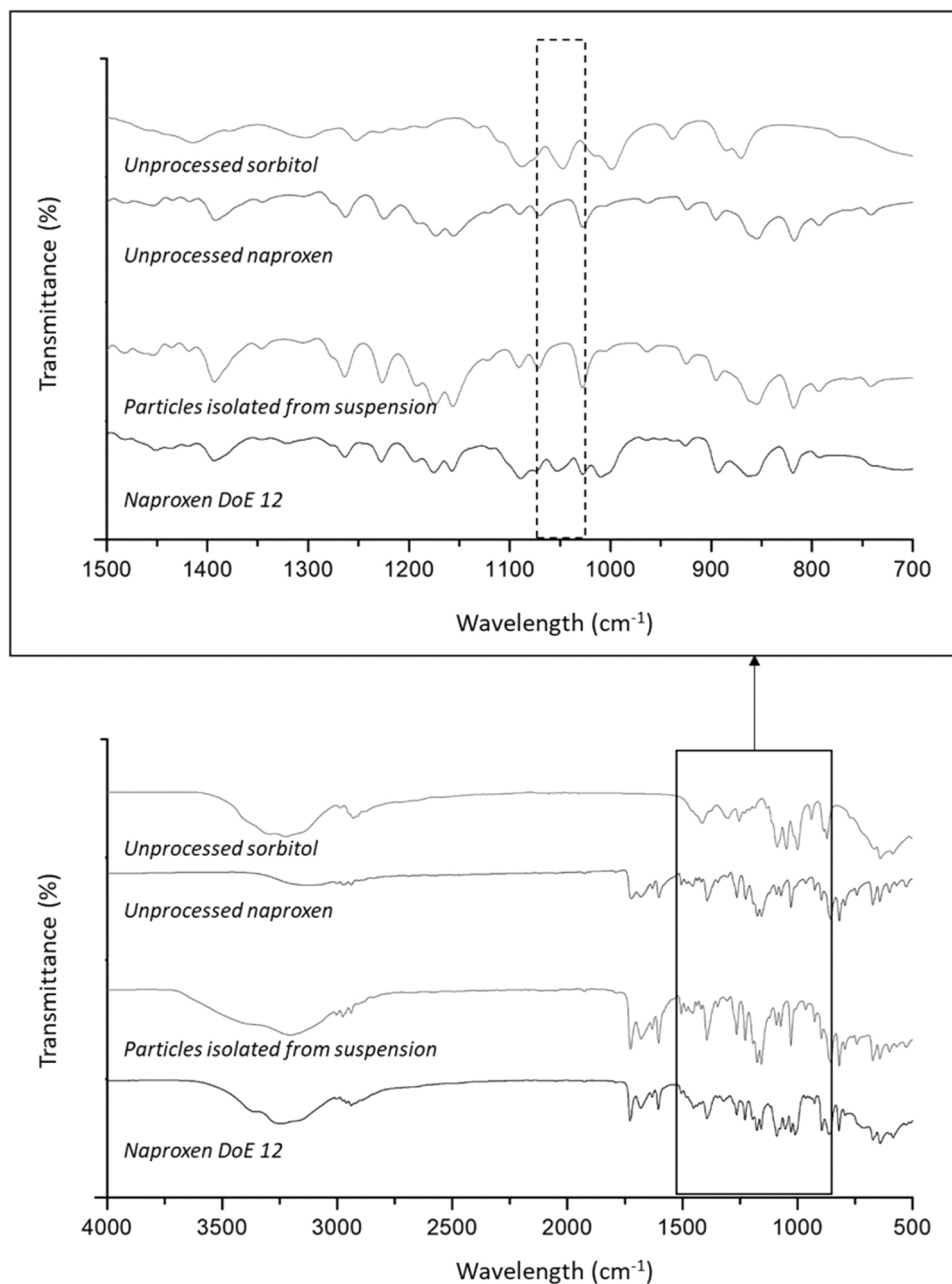 Transmittance (%)
Unprocessed sorbitol
Unprocessed naproxen
Particles isolated from suspension
Naproxen DoE 12
1500 1400 1300 1200 1100 1000 900 800 700
Wavelength (cm⁻¹)
Transmittance (%)
Unprocessed sorbitol
Unprocessed naproxen
Particles isolated from suspension
Naproxen DoE 12
4000 3500 3000 2500 2000 1500 1000 500
Wavelength (cm⁻¹)